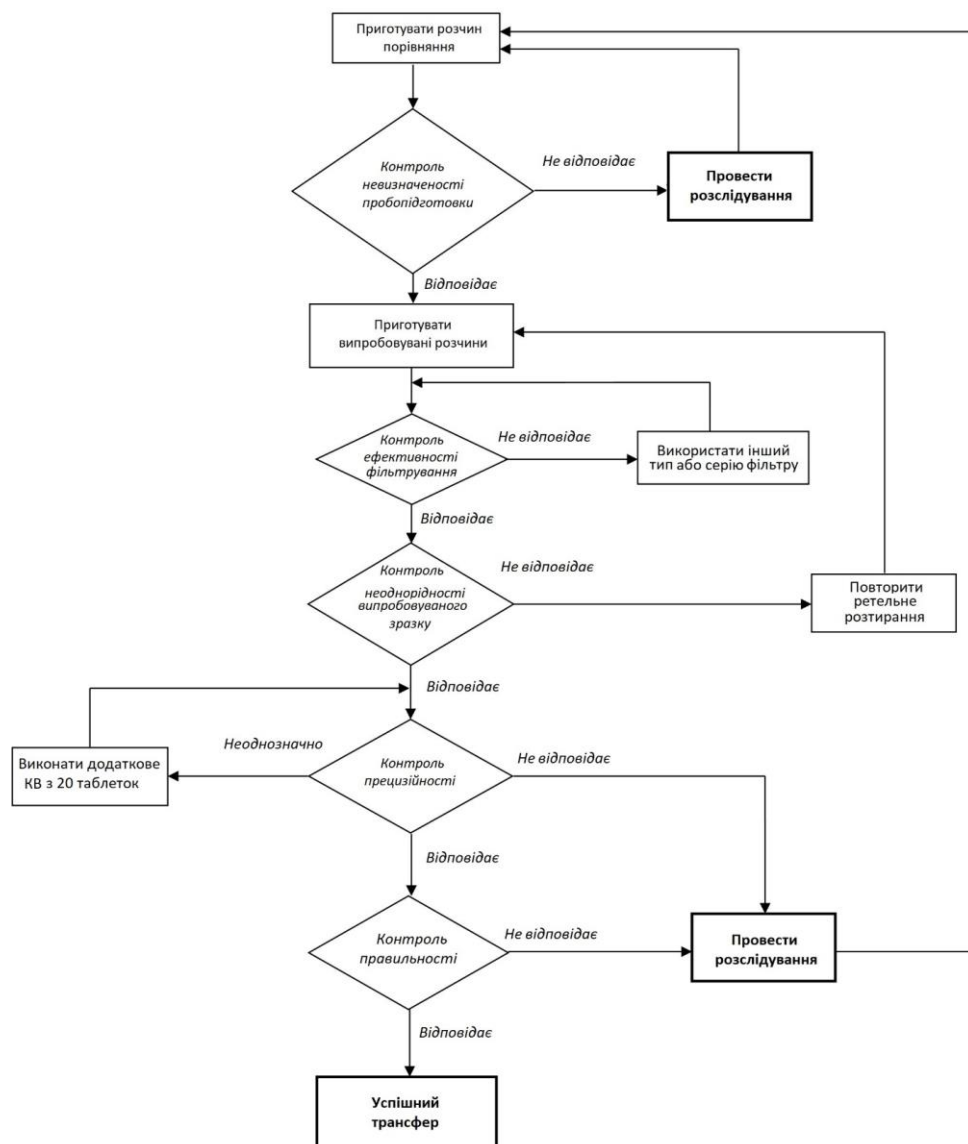 Приготувати розчин
порівняння
Контроль
невизначеності
пробопідготовки
Не відповідає
Провести
розслідування
Відповідає
Приготувати
випробовувані розчини
Контроль
ефективності
фільтрування
Не відповідає
Використати інший
тип або серію фільтру
Відповідає
Контроль
неоднорідності
випробовуваного
зразку
Не відповідає
Повторити
ретельне
розтирання
Відповідає
Неоднозначно
Виконати додаткове
КВ з 20 таблеток
Контроль
прецизійності
Не відповідає
Відповідає
Контроль
правильності
Не відповідає
Провести
розслідування
Відповідає
Успішний
трансфер